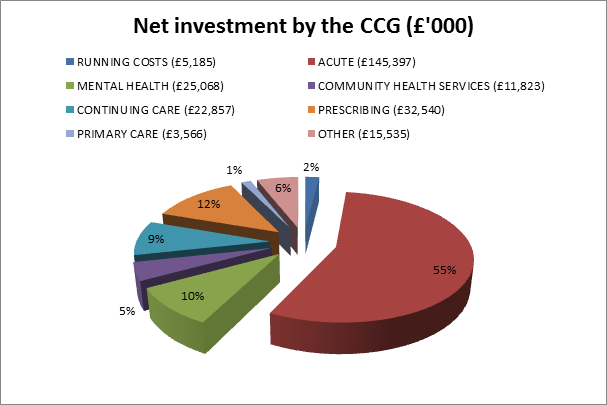 Net investment by the CCG (£'000)
RUNNING COSTS (£5,185)
ACUTE (£145,397)
MENTAL HEALTH (£25,068)
COMMUNITY HEALTH SERVICES (£11,823)
CONTINUING CARE (£22,857)
PRESCRIBING (£32,540)
PRIMARY CARE (£3,566)
OTHER (£15,535)
2%
1%
6%
12%
9%
55%
10%
5%